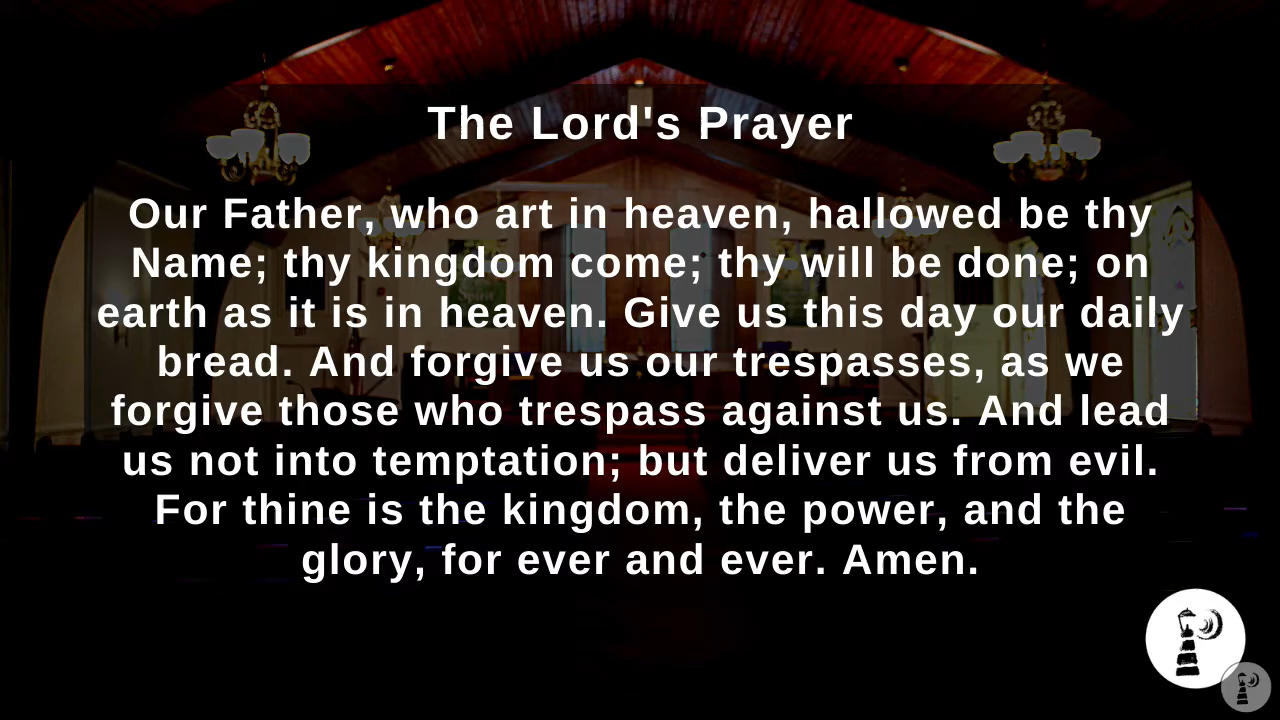 The Lord's Prayer
Our Father, who art in heaven, hallowed be thy
Name; thy kingdom come; thy will be done; on
earth as it is in heaven. Give us this day our daily
bread. And forgive us our trespasses, as we
forgive those who trespass against us. And lead
us not into temptation; but deliver us from evil.
For thine is the kingdom, the power, and the
glory, for ever and ever. Amen.